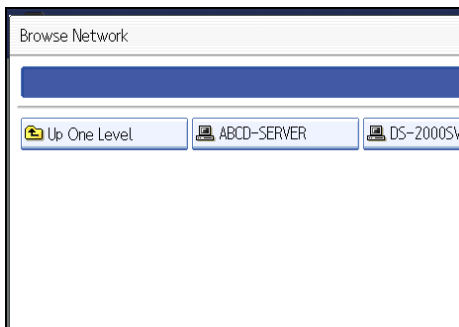 Browse Network
Up One Level
ABCD-SERVER
DS-2000SV